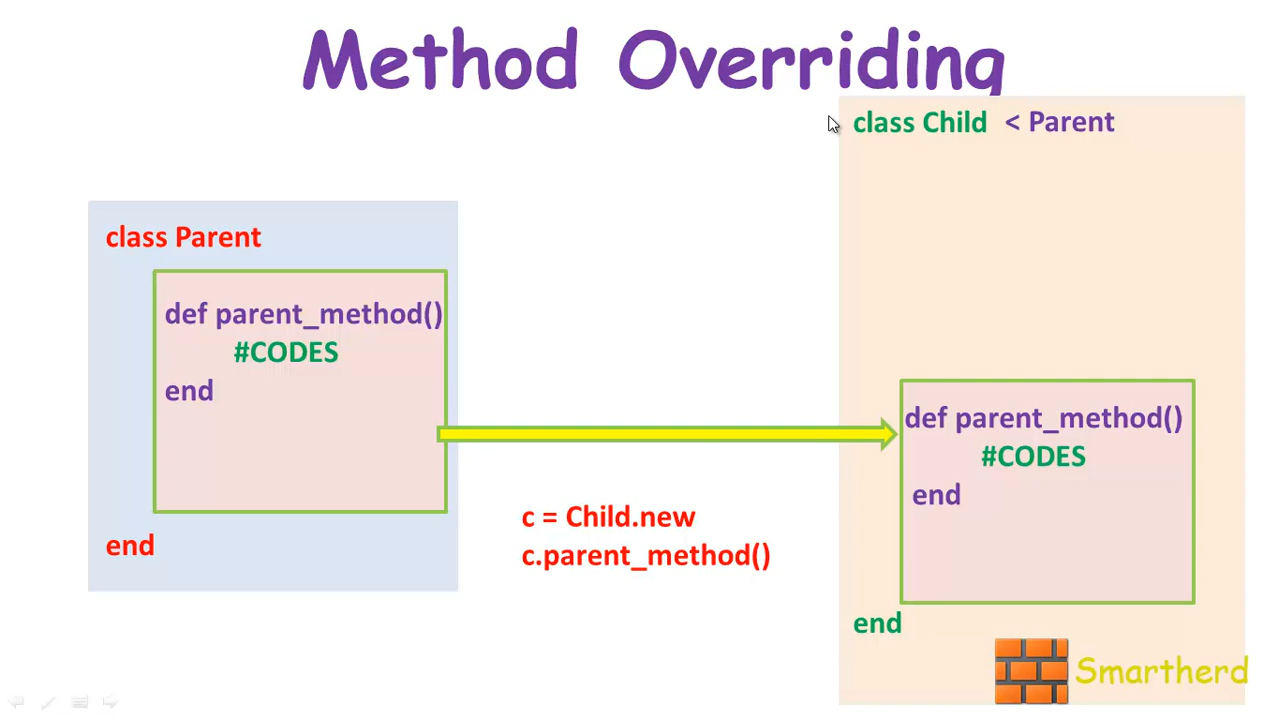 Method Overriding
class Parent
def parent_method()
#CODES
end
end
c = Child.new
c.parent_method()
class Child < Parent
def parent_method()
#CODES
end
end
Smartherd